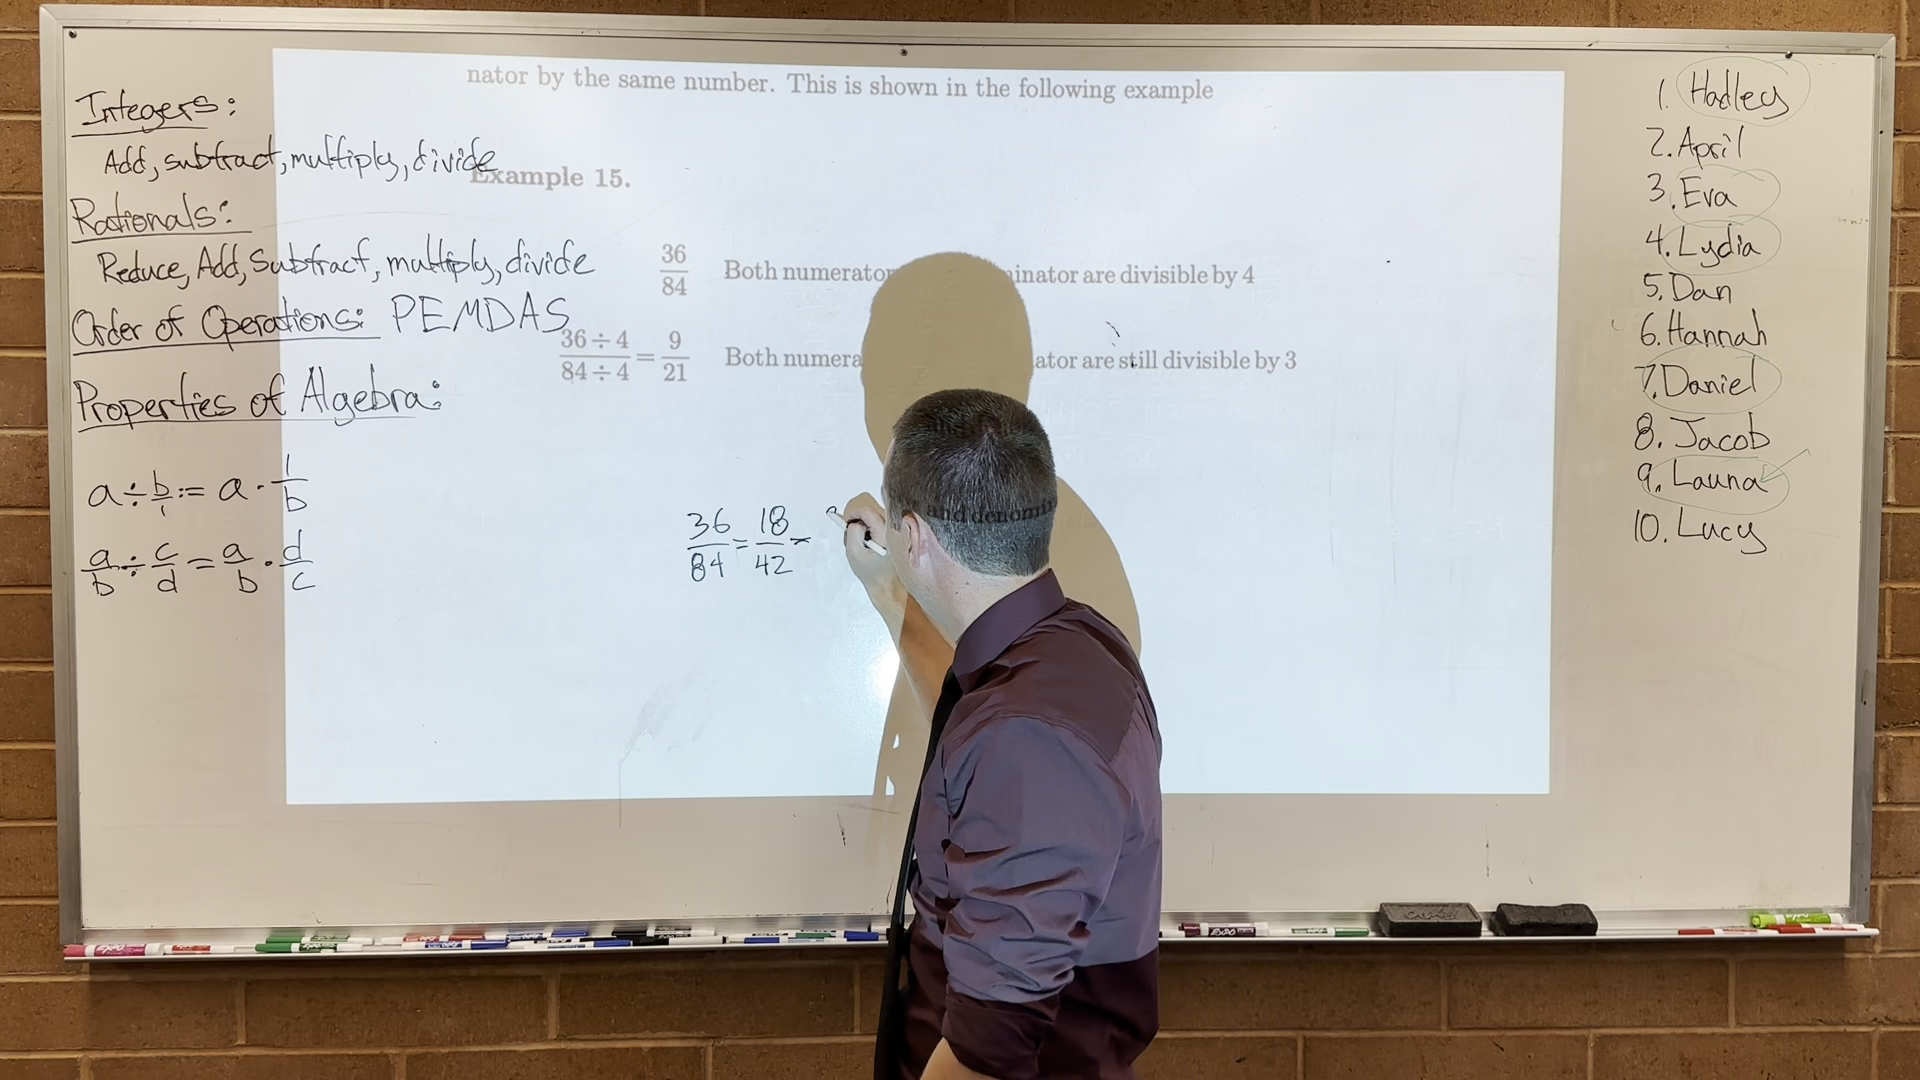 nator by the same number. This is shown in the following example
Example 15.
36
84
Both numerator
inator are divisible by 4
36 ÷ 4
84 ÷ 4
=
9
21
Both numera
ator are still divisible by 3
and denomin
Integers:
Add, subtract, multiply, divide
Rationals:
Reduce, Add, Subtract, multiply, divide
Order of Operations: PEMDAS
Properties of Algebra:
a ÷ b/1 = a · 1/b
a/b ÷ c/d = a/b · d/c
36/84 = 18/42 =
1. Hadley
2. April
3. Eva
4. Lydia
5. Dan
6. Hannah
7. Daniel
8. Jacob
9. Launa
10. Lucy
EXPO